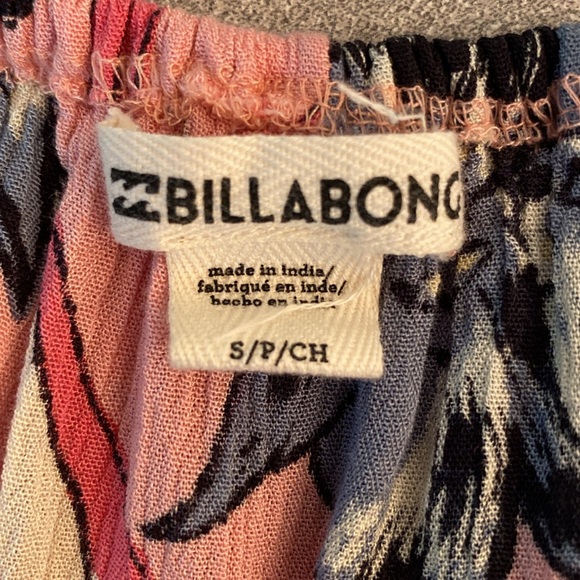 BILLABONG
made in india/
fabriqué en inde/
hecho en india
S/P/CH